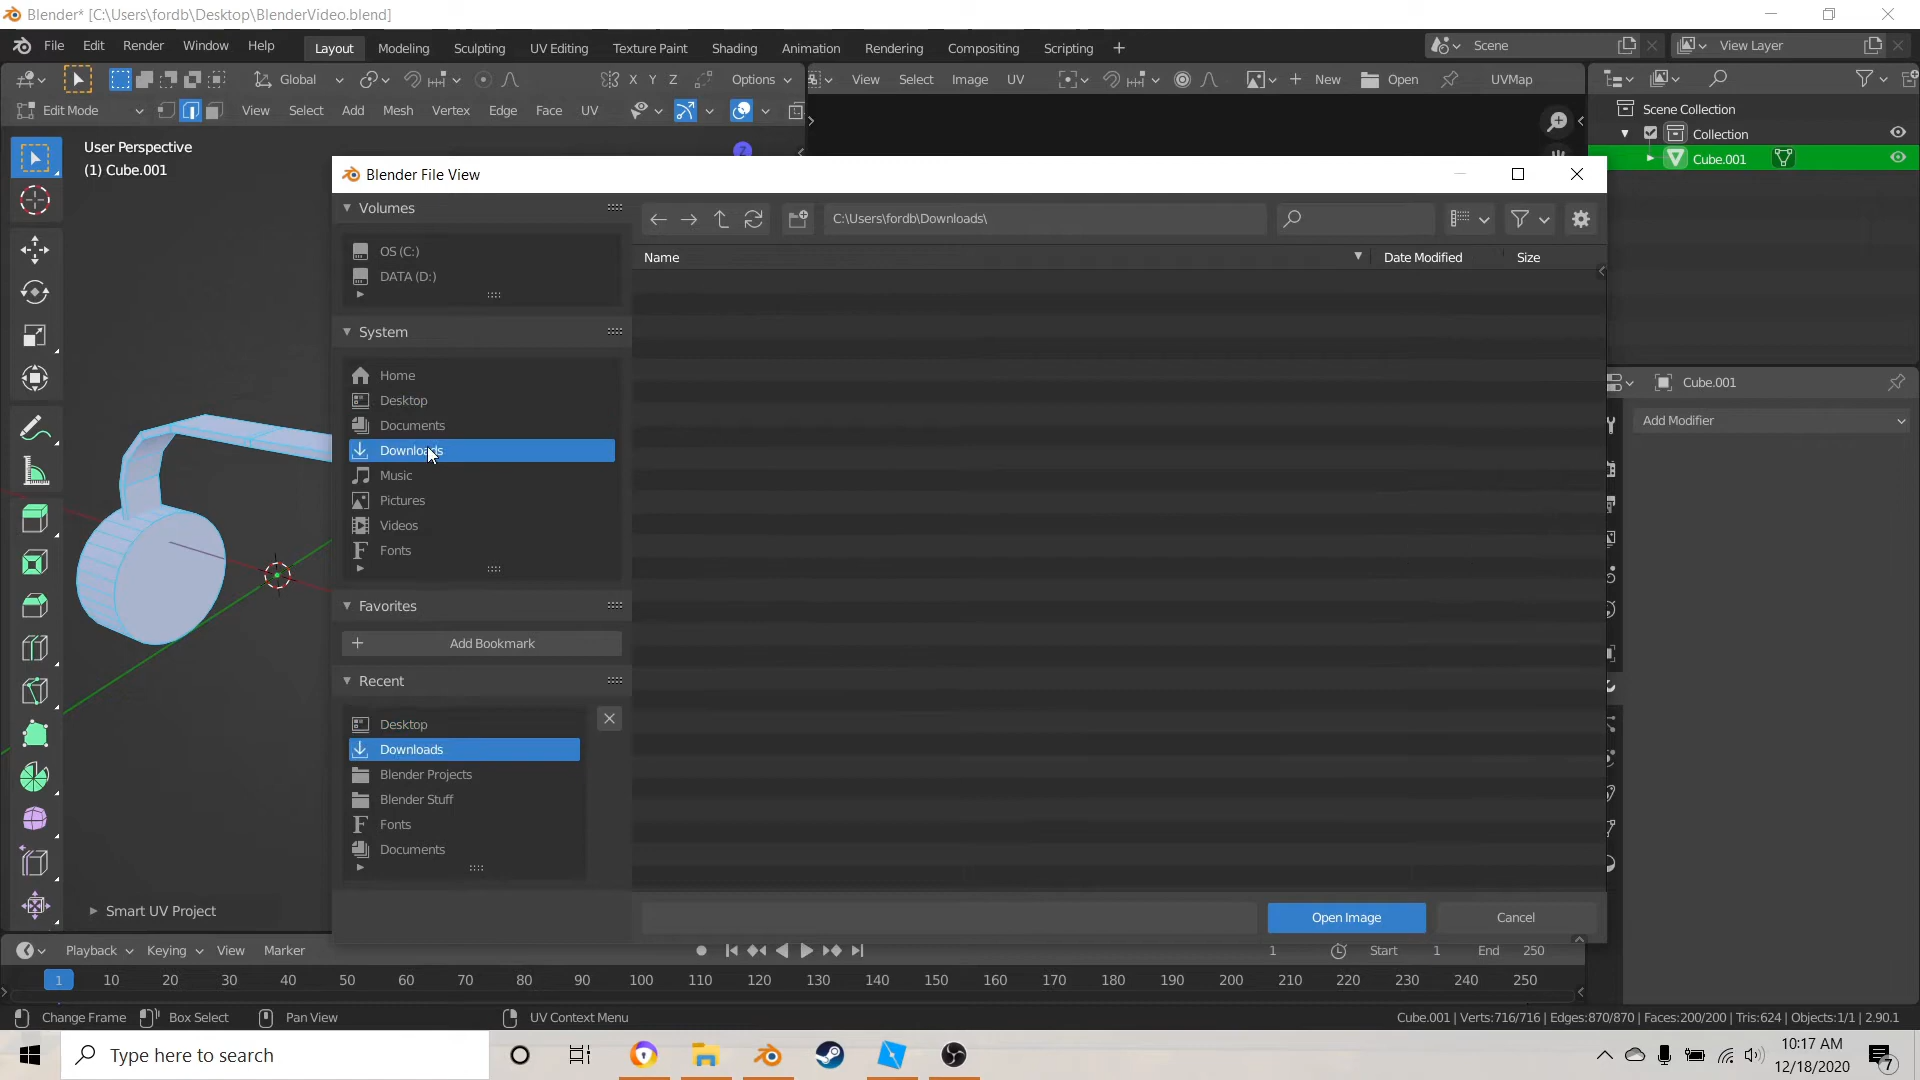 Blender* [C:\Users\fordb\Desktop\BlenderVideo.blend]
File Edit Render Window Help Layout Modeling Sculpting UV Editing Texture Paint Shading Animation Rendering Compositing Scripting + Scene View Layer
Global X Y Z Options View Select Image UV New Open UVMap
Edit Mode View Select Add Mesh Vertex Edge Face UV
Scene Collection
Collection
Cube.001
User Perspective
(1) Cube.001
Blender File View
Volumes
OS (C:)
DATA (D:)
System
Home
Desktop
Documents
Downloads
Music
Pictures
Videos
Fonts
Favorites
Add Bookmark
Recent
Desktop
Downloads
Blender Projects
Blender Stuff
Fonts
Documents
C:\Users\fordb\Downloads\
Name Date Modified Size
Open Image Cancel
Cube.001
Add Modifier
Smart UV Project
Playback Keying View Marker 1 Start 1 End 250
1 10 20 30 40 50 60 70 80 90 100 110 120 130 140 150 160 170 180 190 200 210 220 230 240 250
Change Frame Box Select Pan View UV Context Menu Cube.001 | Verts:716/716 | Edges:870/870 | Faces:200/200 | Tris:624 | Objects:1/1 | 2.90.1
Type here to search
10:17 AM
12/18/2020
7